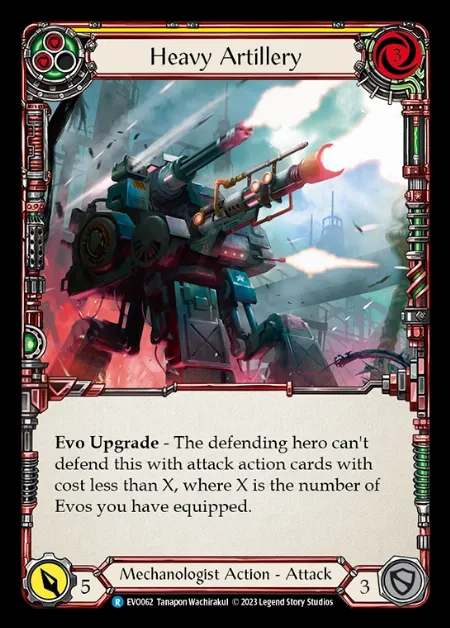 Heavy Artillery
3
Evo Upgrade - The defending hero can't
defend this with attack action cards with
cost less than X, where X is the number of
Evos you have equipped.
5
Mechanologist Action - Attack
3
R EVO062 Tanapon Wachirakul © 2023 Legend Story Studios